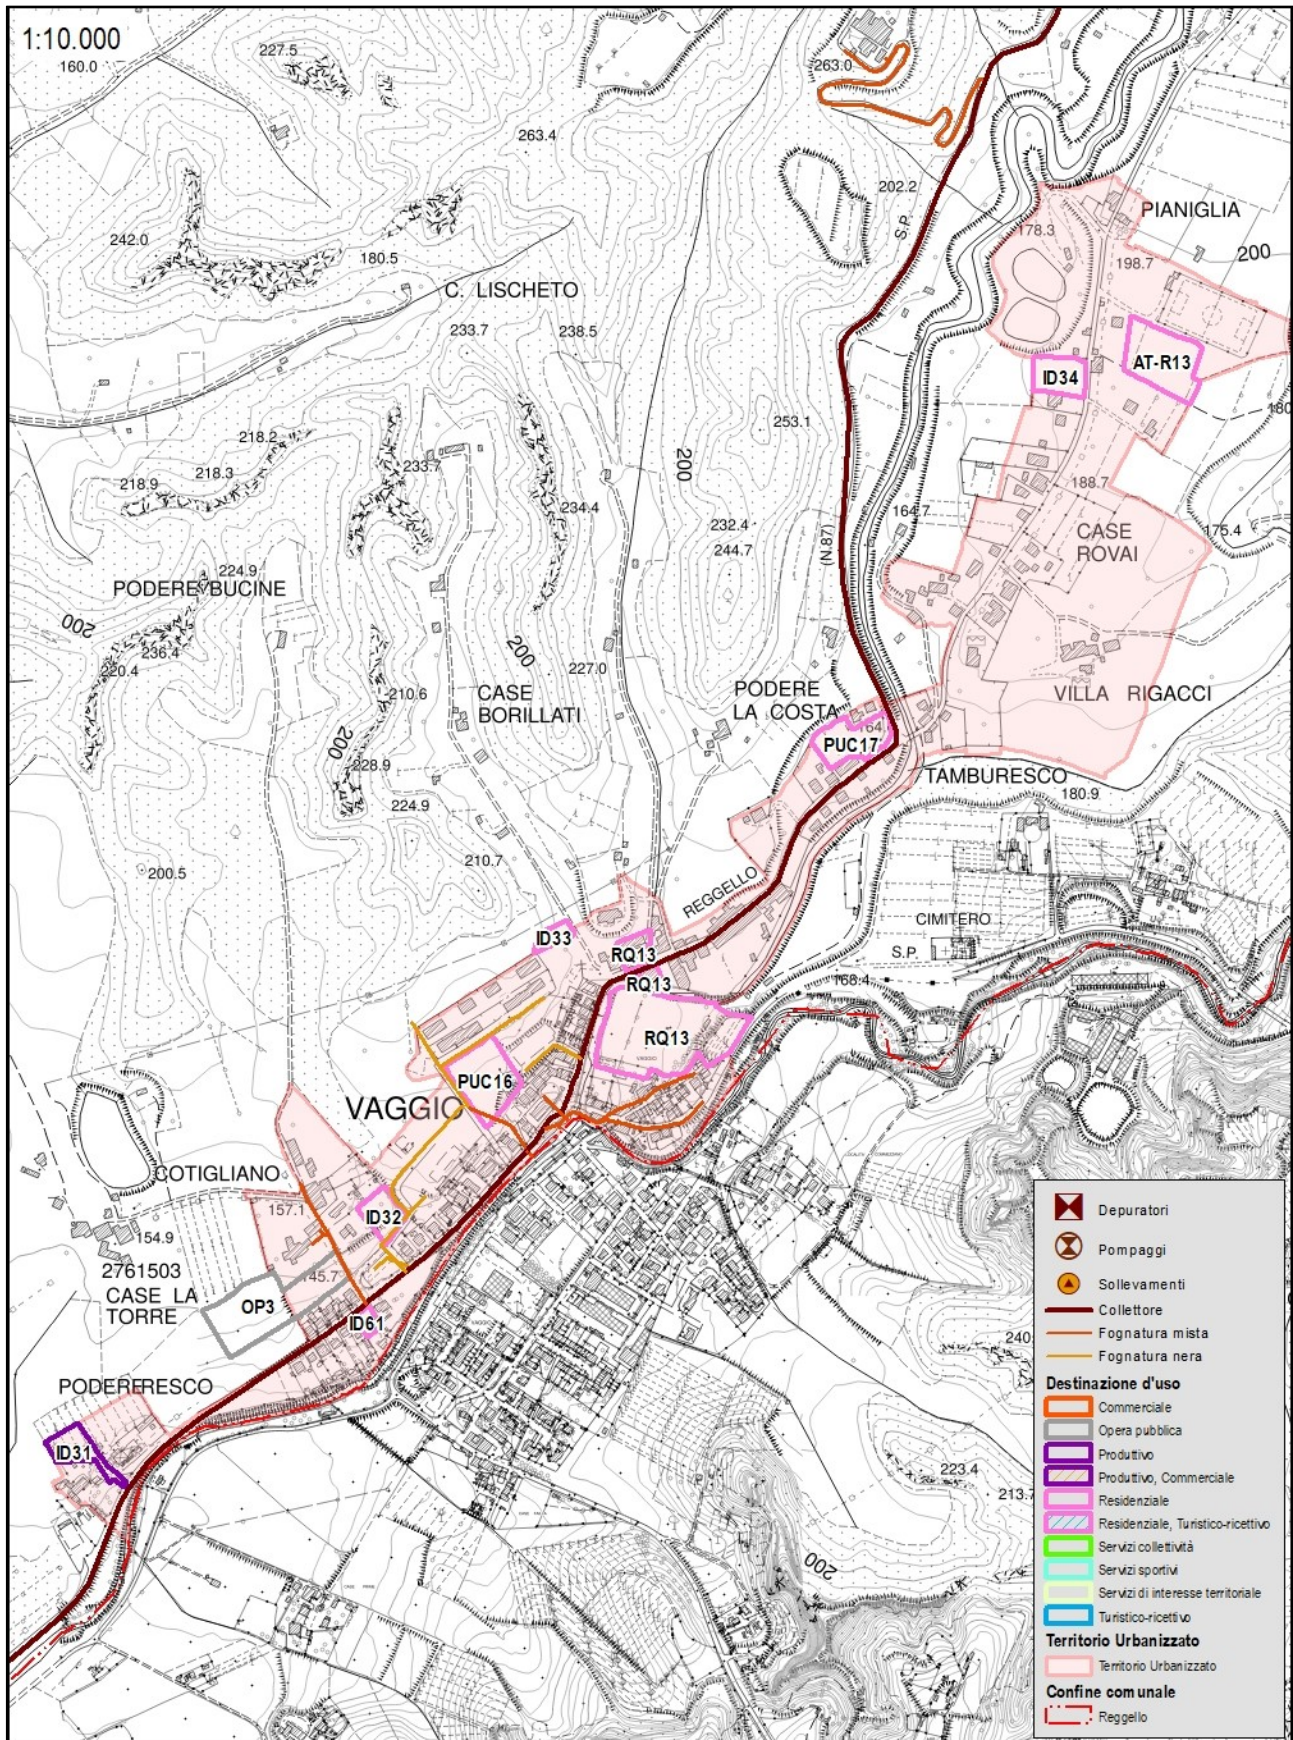 1:10.000
160.0
227.5
263.0
263.4
202.2
S.P.
PIANIGLIA
178.3
200
198.7
242.0
180.5
C. LISCHETO
233.7
238.5
AT-R13
ID34
253.1
218.2
218.3
218.9
233.7
200
234.4
232.4
244.7
(N.87)
164.7
188.7
CASE
ROVAI
175.4
224.9
PODERE BUCINE
200
236.4
220.4
200
227.0
210.6
CASE
BORILLATI
PODERE
LA COSTA
VILLA RIGACCI
200
228.9
PUC17
TAMBURESCO
180.9
224.9
210.7
200.5
REGGELLO
CIMITERO
S.P.
ID33
RQ13
RQ13
168.4
RQ13
VAGGIO
PUC16
VAGGIO
COTIGLIANO
157.1
ID32
154.9
2761503
CASE LA
TORRE
145.7
OP3
ID61
VAGGIO
PODERE RESCO
ID31
223.4
213.7
200
Depuratori
Pompaggi
Sollevamenti
Collettore
Fognatura mista
Fognatura nera
Destinazione d'uso
Commerciale
Opera pubblica
Produttivo
Produttivo, Commerciale
Residenziale
Residenziale, Turistico-ricettivo
Servizi collettività
Servizi sportivi
Servizi di interesse territoriale
Turistico-ricettivo
Territorio Urbanizzato
Territorio Urbanizzato
Confine comunale
Reggello